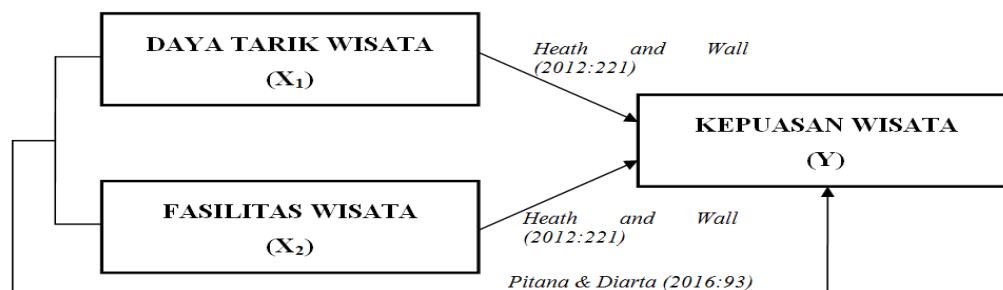 DAYA TARIK WISATA
(X₁)
Heath and Wall
(2012:221)
KEPUASAN WISATA
(Y)
FASILITAS WISATA
(X₂)
Heath and Wall
(2012:221)
Pitana & Diarta (2016:93)